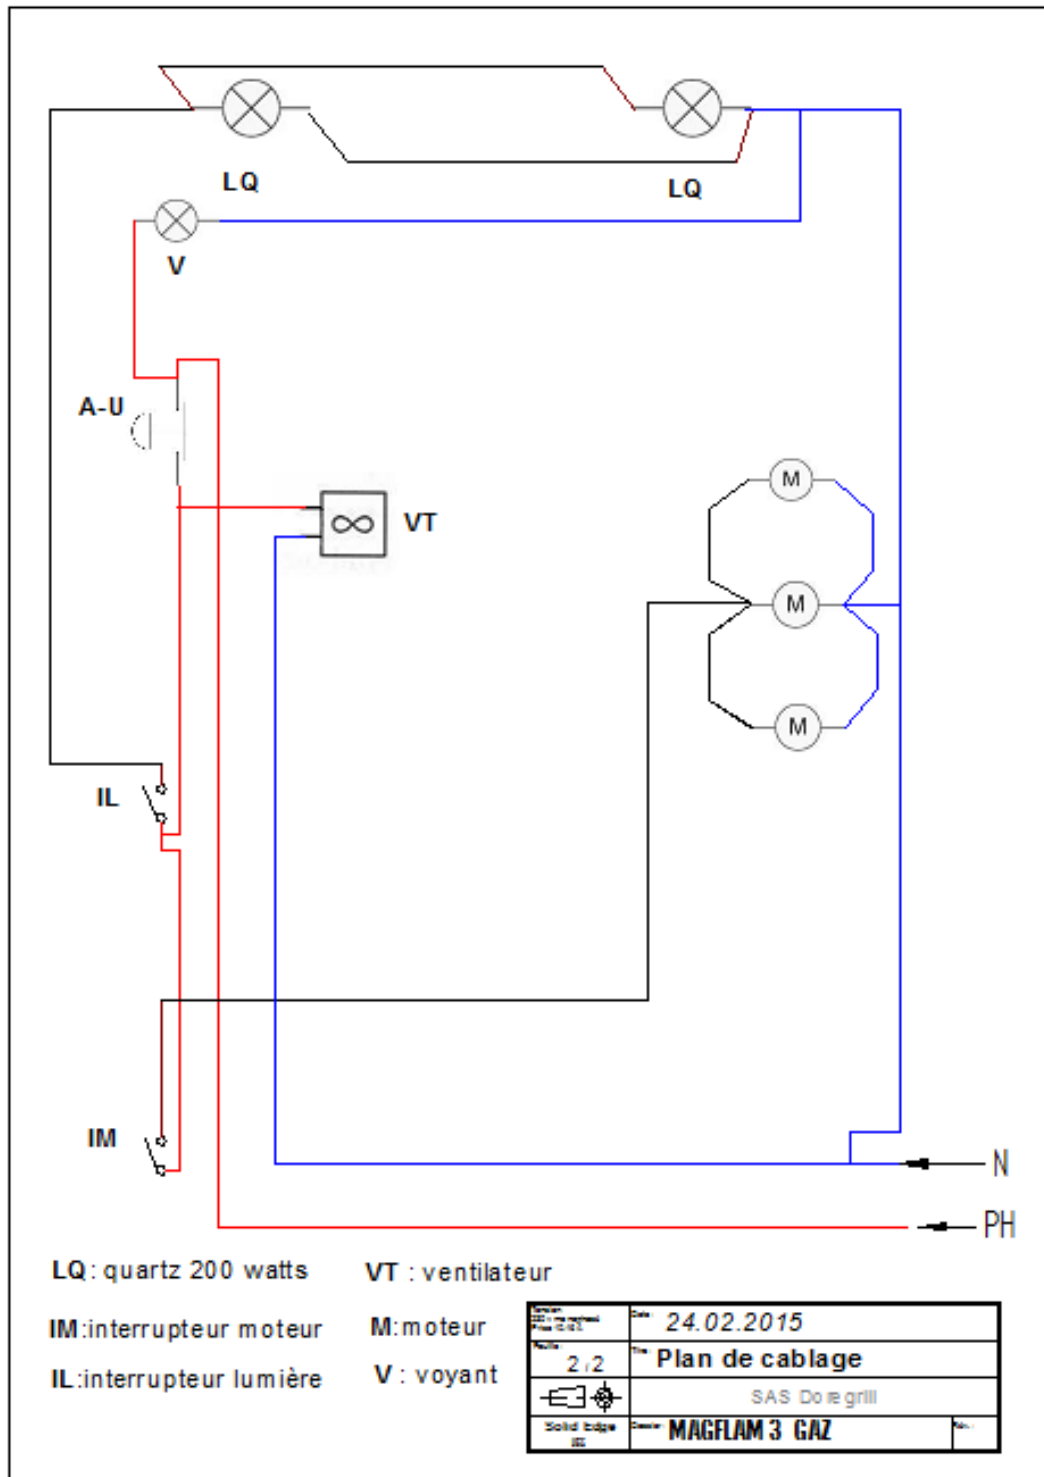 LQ
LQ
V
A-U
VT
M
M
M
IL
IM
N
PH
LQ: quartz 200 watts
VT : ventilateur
IM:interrupteur moteur
M:moteur
IL:interrupteur lumière
V : voyant
Date: 24.02.2015
2/2
Plan de cablage
SAS Doregrill
Solid Edge
MAGFLAM 3 GAZ